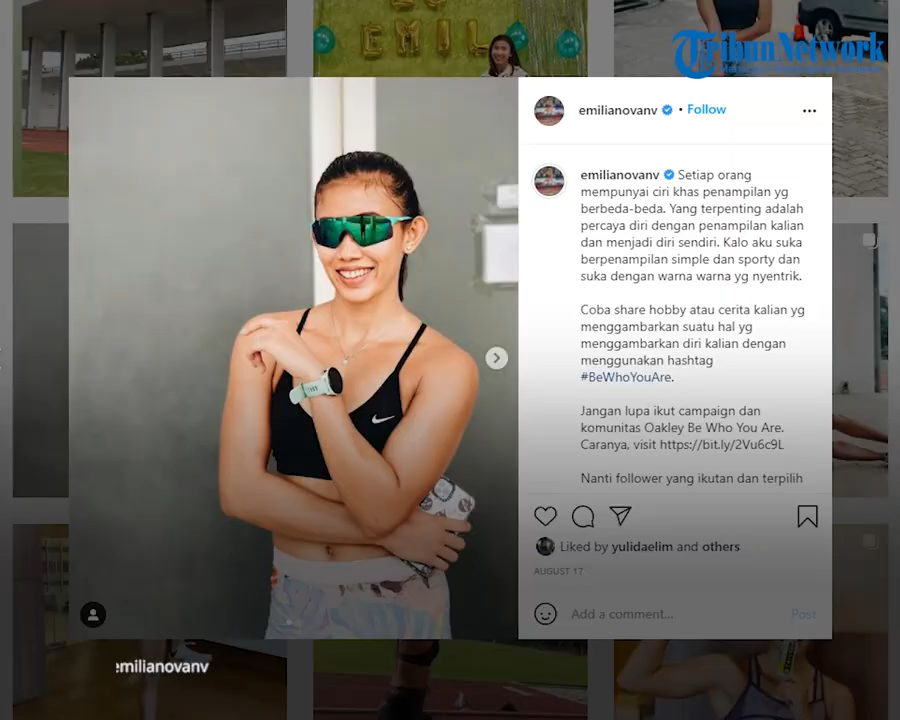 EMIL
Tribun Network
emilianovanv • Follow
emilianovanv Setiap orang
mempunyai ciri khas penampilan yg
berbeda-beda. Yang terpenting adalah
percaya diri dengan penampilan kalian
dan menjadi diri sendiri. Kalo aku suka
berpenampilan simple dan sporty dan
suka dengan warna warna yg nyentrik.
Coba share hobby atau cerita kalian yg
menggambarkan suatu hal yg
menggambarkan diri kalian dengan
menggunakan hashtag
#BeWhoYouAre.
Jangan lupa ikut campaign dan
komunitas Oakley Be Who You Are.
Caranya, visit https://bit.ly/2Vu6c9L
Nanti follower yang ikutan dan terpilih
Liked by yulidaelim and others
AUGUST 17
Add a comment... Post
emilianovanv